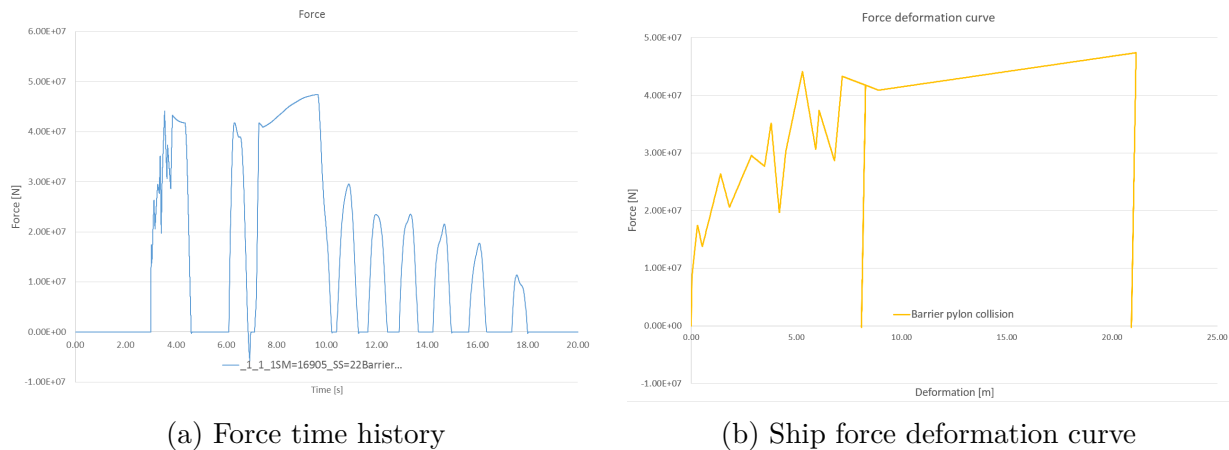 Force
6.00E+07
5.00E+07
4.00E+07
3.00E+07
2.00E+07
1.00E+07
0.00E+00
-1.00E+07
Force [N]
0.00 2.00 4.00 6.00 8.00 10.00 12.00 14.00 16.00 18.00 20.00
_1_1_1SM=16905_SS=22Barrier...
Time [s]
(a) Force time history
Force deformation curve
5.00E+07
4.00E+07
3.00E+07
2.00E+07
1.00E+07
0.00E+00
-1.00E+07
Force [N]
0.00 5.00 10.00 15.00 20.00 25.00
Barrier pylon collision
Deformation [m]
(b) Ship force deformation curve